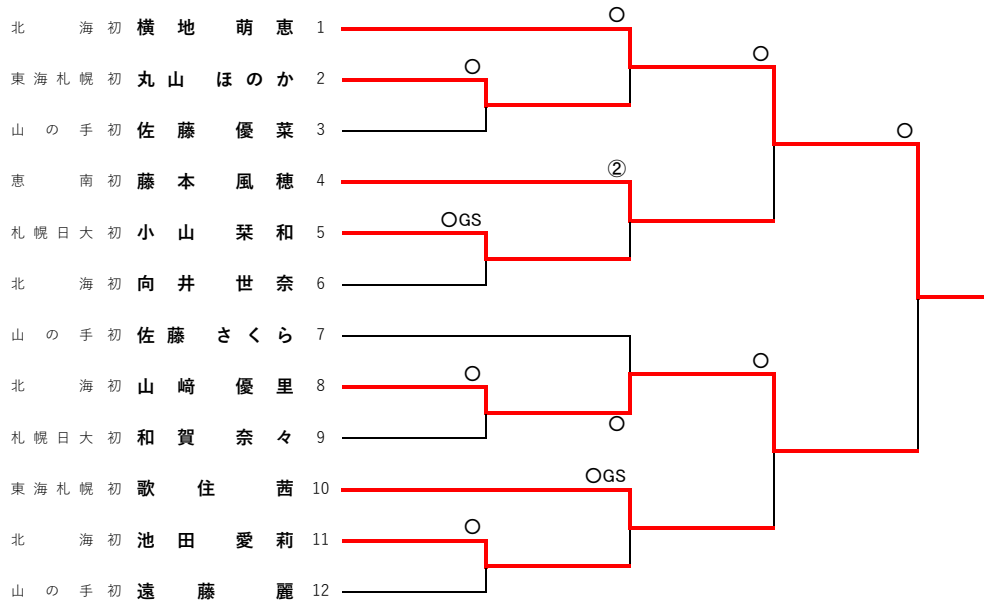 ○
北海 初 横地 萌恵 1
○
東海札幌 初 丸山 ほのか 2
○
○
山の手 初 佐藤 優菜 3
②
恵南 初 藤本 風穂 4
○GS
札幌日大 初 小山 栞和 5
北海 初 向井 世奈 6
山の手 初 佐藤 さくら 7
○
○
北海 初 山﨑 優里 8
○
札幌日大 初 和賀 奈々 9
○GS
東海札幌 初 歌住 茜 10
○
北海 初 池田 愛莉 11
山の手 初 遠藤 麗 12